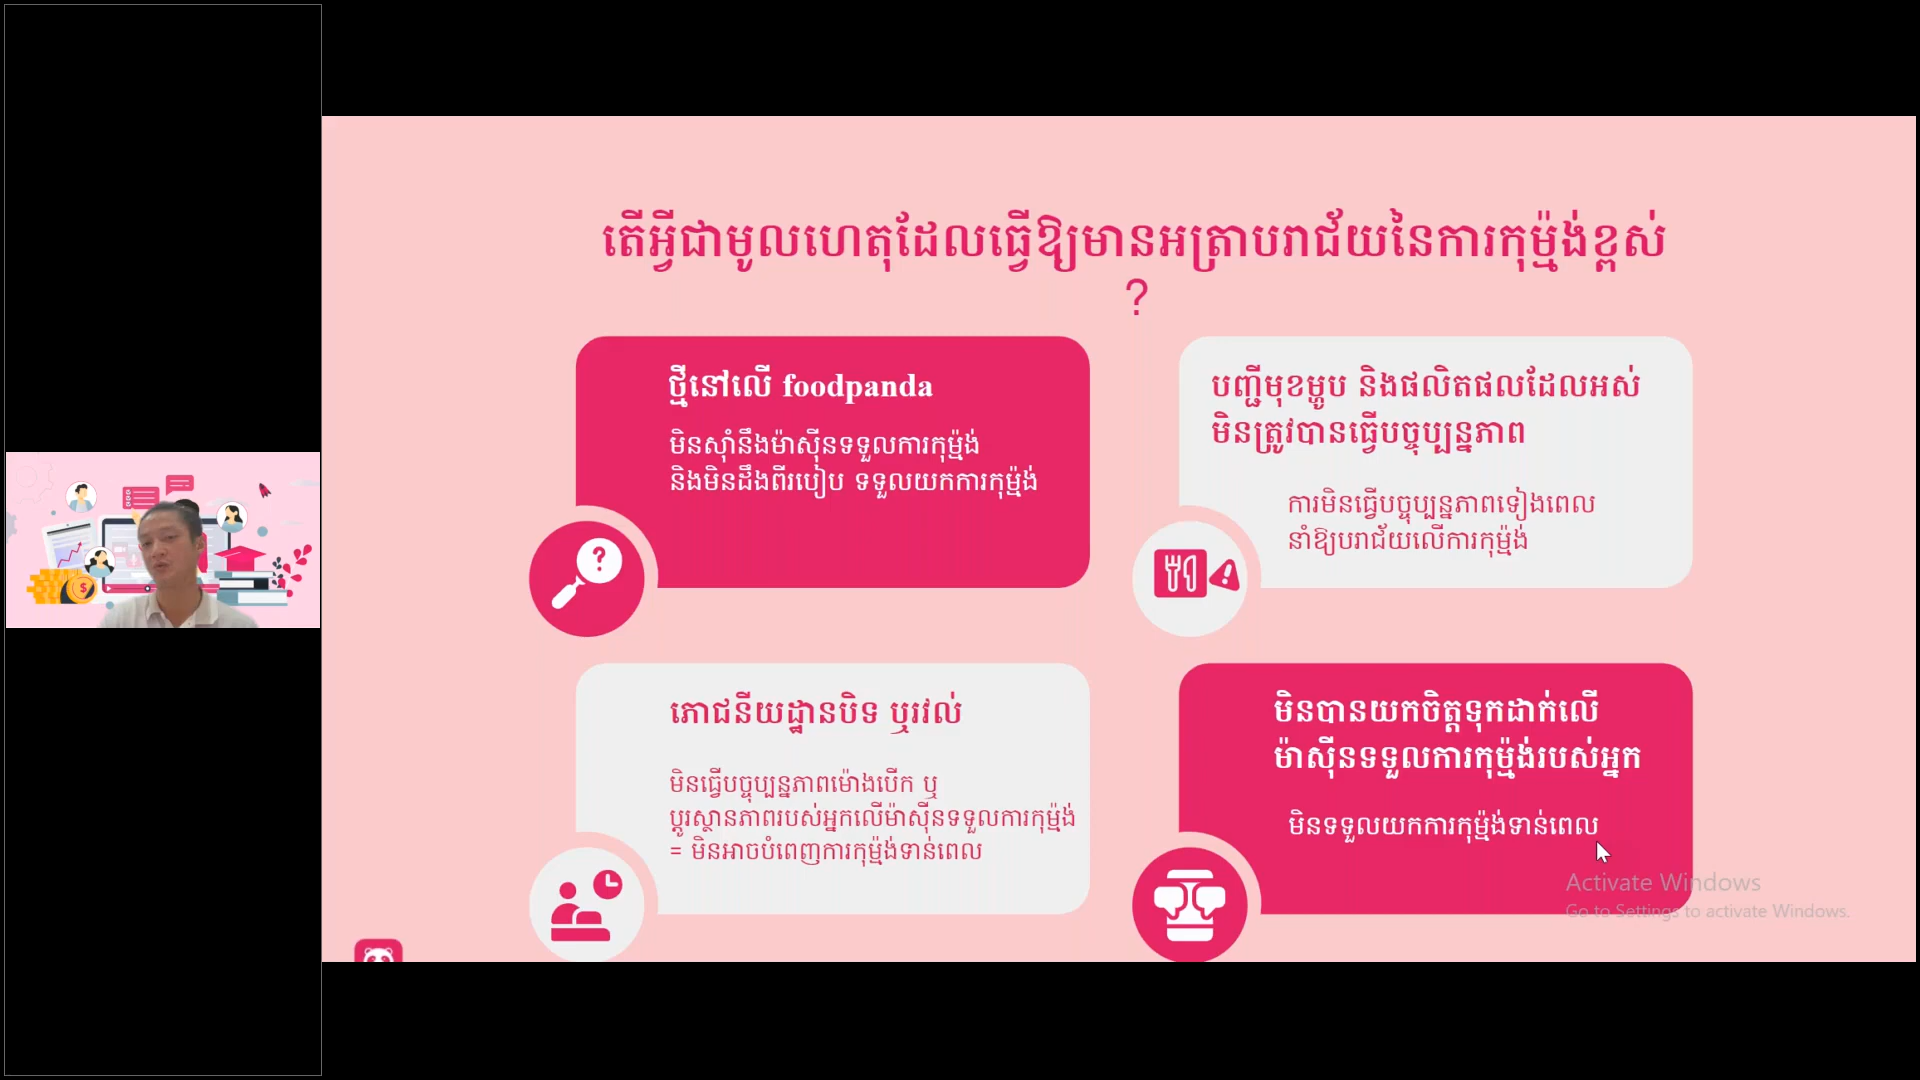 តើអ្វីជាមូលហេតុដែលធ្វើឱ្យមានអត្រាបរាជ័យនៃការកុម្ម៉ង់ខ្ពស់
?
ថ្មីនៅលើ foodpanda
មិនស៊ាំនឹងម៉ាស៊ីនទទួលការកុម្ម៉ង់
និងមិនដឹងពីរបៀប ទទួលយកការកុម្ម៉ង់
បញ្ជីមុខម្ហូប និងផលិតផលដែលអស់
មិនត្រូវបានធ្វើបច្ចុប្បន្នភាព
ការមិនធ្វើបច្ចុប្បន្នភាពទៀងពេល
នាំឱ្យបរាជ័យលើការកុម្ម៉ង់
ភោជនីយដ្ឋានបិទ ឬរវល់
មិនធ្វើបច្ចុប្បន្នភាពម៉ោងបើក ឬ
ប្តូរស្ថានភាពរបស់អ្នកលើម៉ាស៊ីនទទួលការកុម្ម៉ង់
= មិនអាចបំពេញការកុម្ម៉ង់ទាន់ពេល
មិនបានយកចិត្តទុកដាក់លើ
ម៉ាស៊ីនទទួលការកុម្ម៉ង់របស់អ្នក
មិនទទួលយកការកុម្ម៉ង់ទាន់ពេល
Activate Windows
Go to Settings to activate Windows.